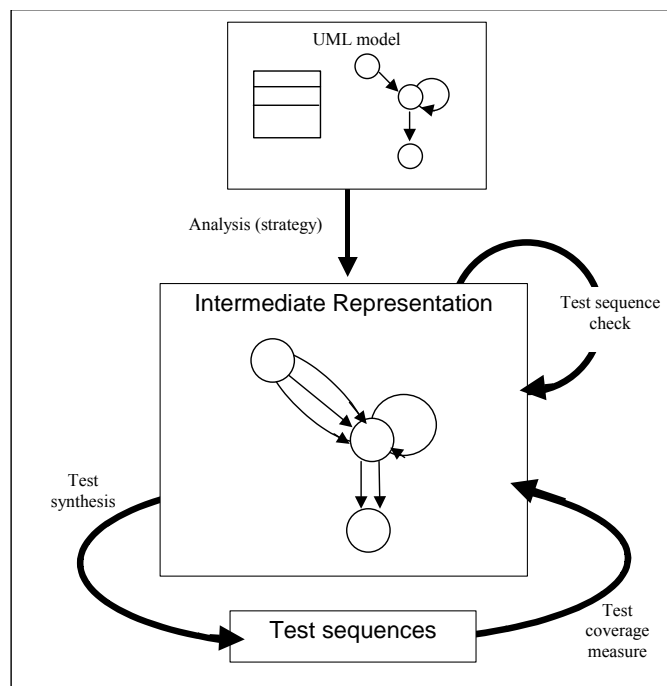 UML model
Analysis (strategy)
Intermediate Representation
Test sequence
check
Test
synthesis
Test sequences
Test
coverage
measure